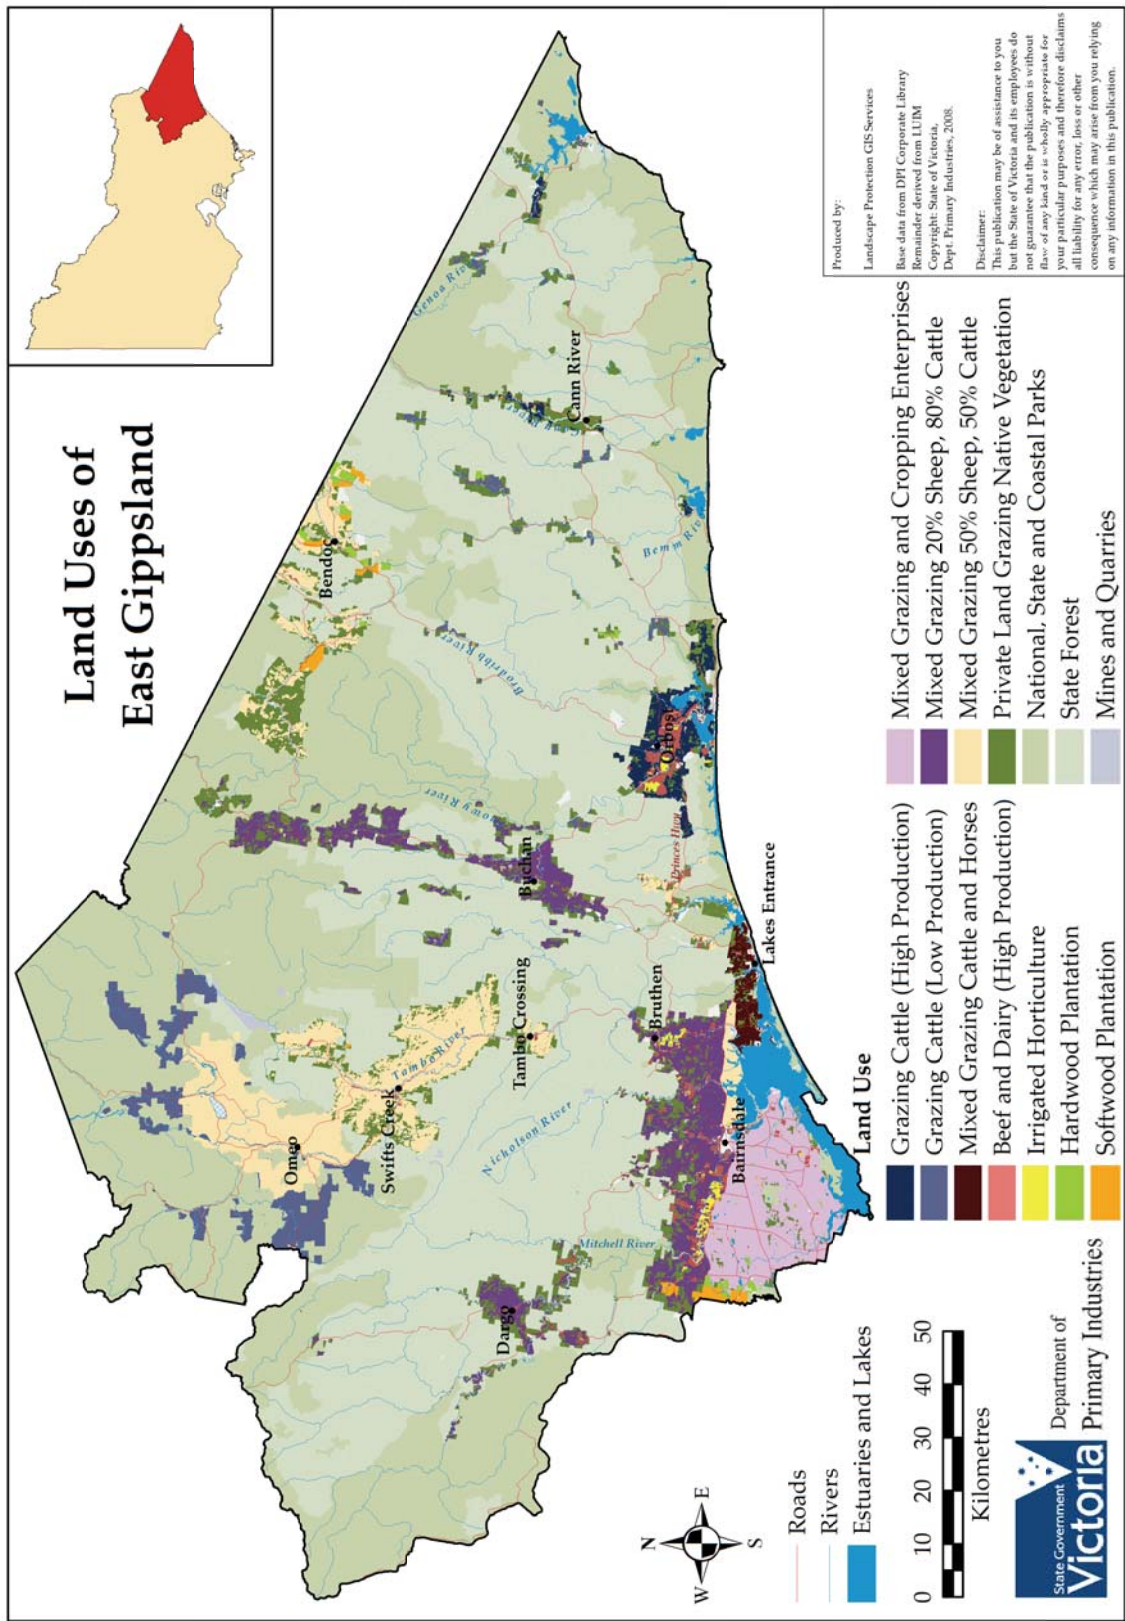 Land Uses of
East Gippsland
Genoa River
Cann River
Cann River
Bendoc
Bemm Riv
Brodribb River
Orbost
Snowy River
Princes Hwy
Buchan
Lakes Entrance
Tambo Crossing
Bruthen
Tambo River
Omeo
Swifts Creek
Nicholson River
Bairnsdale
Mitchell River
Dargo
N
W
E
S
Roads
Rivers
Estuaries and Lakes
0 10 20 30 40 50
Kilometres
State Government
Victoria
Department of
Primary Industries
Land Use
Grazing Cattle (High Production)
Grazing Cattle (Low Production)
Mixed Grazing Cattle and Horses
Beef and Dairy (High Production)
Irrigated Horticulture
Hardwood Plantation
Softwood Plantation
Mixed Grazing and Cropping Enterprises
Mixed Grazing 20% Sheep, 80% Cattle
Mixed Grazing 50% Sheep, 50% Cattle
Private Land Grazing Native Vegetation
National, State and Coastal Parks
State Forest
Mines and Quarries
Produced by:
Landscape Protection GIS Services
Base data from DPI Corporate Library
Remainder derived from LUIM
Copyright: State of Victoria,
Dept. Primary Industries, 2008.
Disclaimer:
This publication may be of assistance to you
but the State of Victoria and its employees do
not guarantee that the publication is without
flaw of any kind or is wholly appropriate for
your particular purposes and therefore disclaims
all liability for any error, loss or other
consequence which may arise from you relying
on any information in this publication.